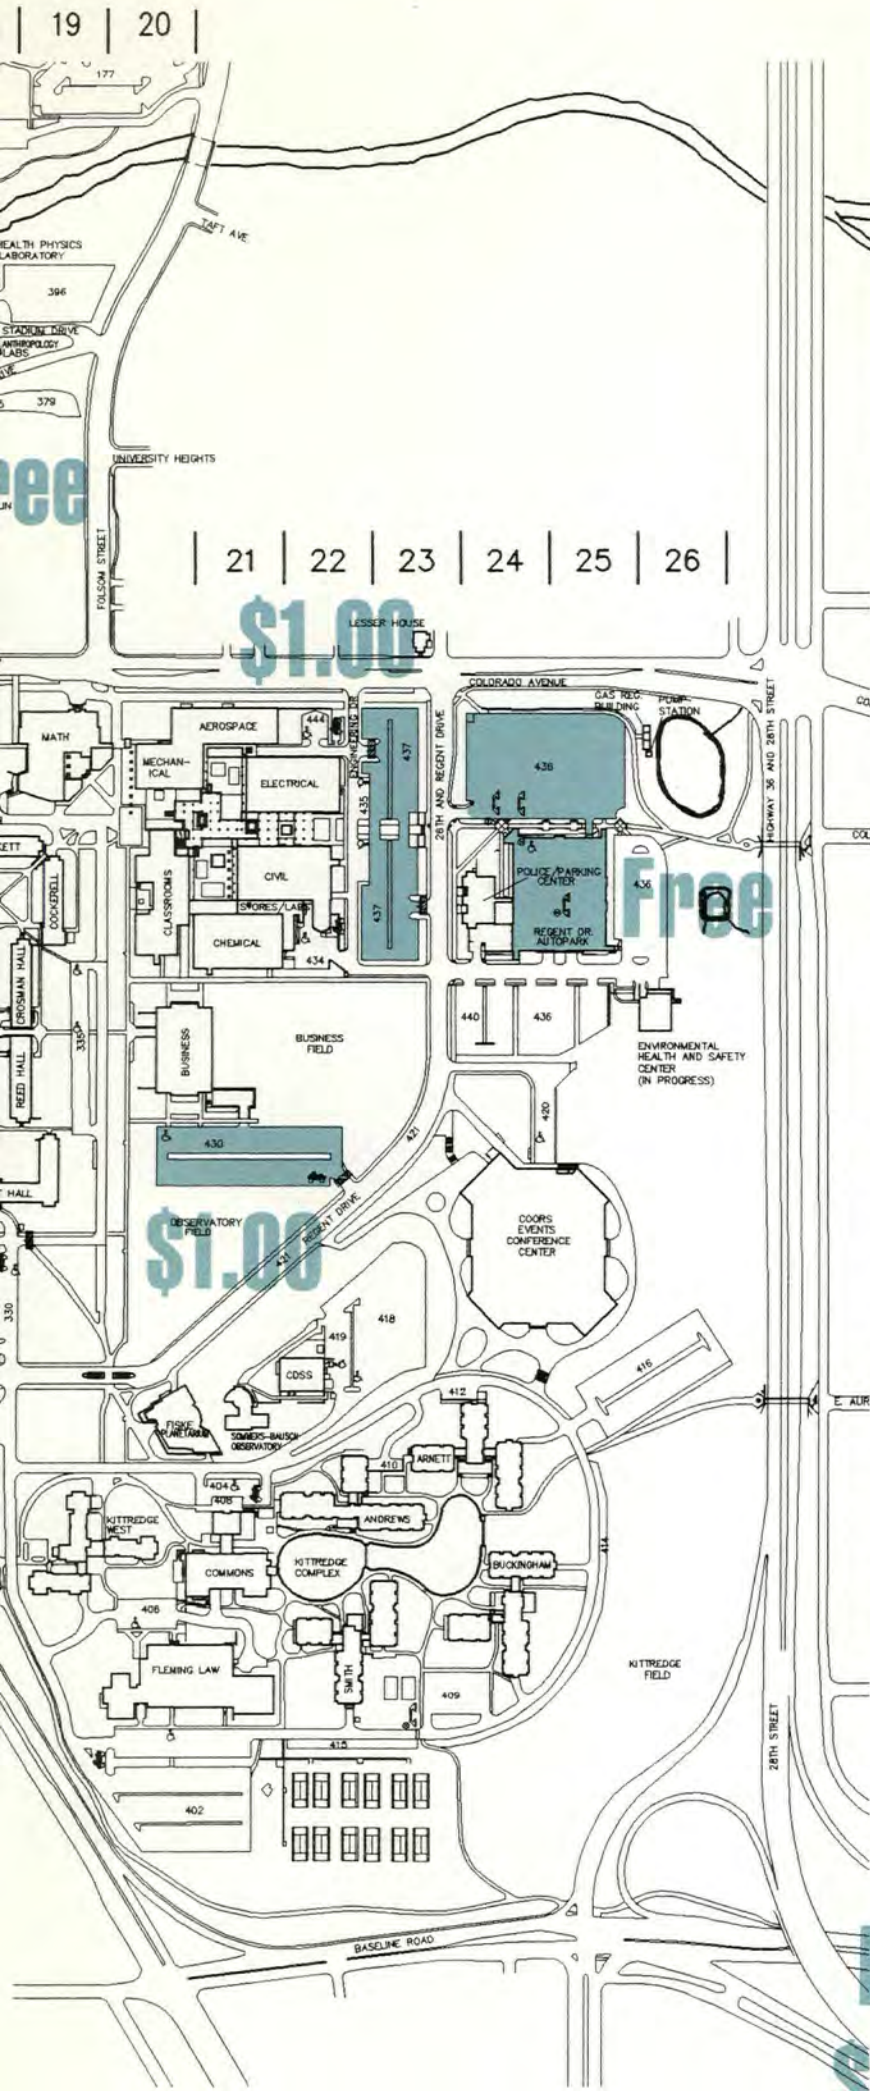 19
20
177
TAFT AVE.
HEALTH PHYSICS
LABORATORY
396
STADIUM DRIVE
ANTHROPOLOGY
LABS
379
ree
UNIVERSITY HEIGHTS
FOLSOM STREET
21
22
23
24
25
26
$1.00
LESSER HOUSE
COLORADO AVENUE
GAS REG.
BUILDING
PUMP
STATION
HIGHWAY 36 AND 28TH STREET
MATH
AEROSPACE
444
ENGINEERING DR
437
28TH AND REGENT DRIVE
436
MECHAN-
ICAL
ELECTRICAL
435
COCKERELL
CLASSROOMS
CIVIL
STORES/LABS
CHEMICAL
434
437
POLICE/PARKING
CENTER
REGENT DR.
AUTOPARK
436
Free
CROSMAN HALL
335
REED HALL
BUSINESS
BUSINESS
FIELD
440
436
ENVIRONMENTAL
HEALTH AND SAFETY
CENTER
(IN PROGRESS)
420
421
430
HALL
OBSERVATORY
FIELD
$1.00
REGENT DRIVE
421
COORS
EVENTS
CONFERENCE
CENTER
330
418
419
CDSS
416
412
E. AUR
FISKE
PLANETARIUM
SOMMERS-BAUSCH
OBSERVATORY
404
408
410
ARNETT
KITTREDGE
WEST
ANDREWS
414
COMMONS
KITTREDGE
COMPLEX
BUCKINGHAM
406
FLEMING LAW
SMITH
409
KITTREDGE
FIELD
415
28TH STREET
402
BASELINE ROAD